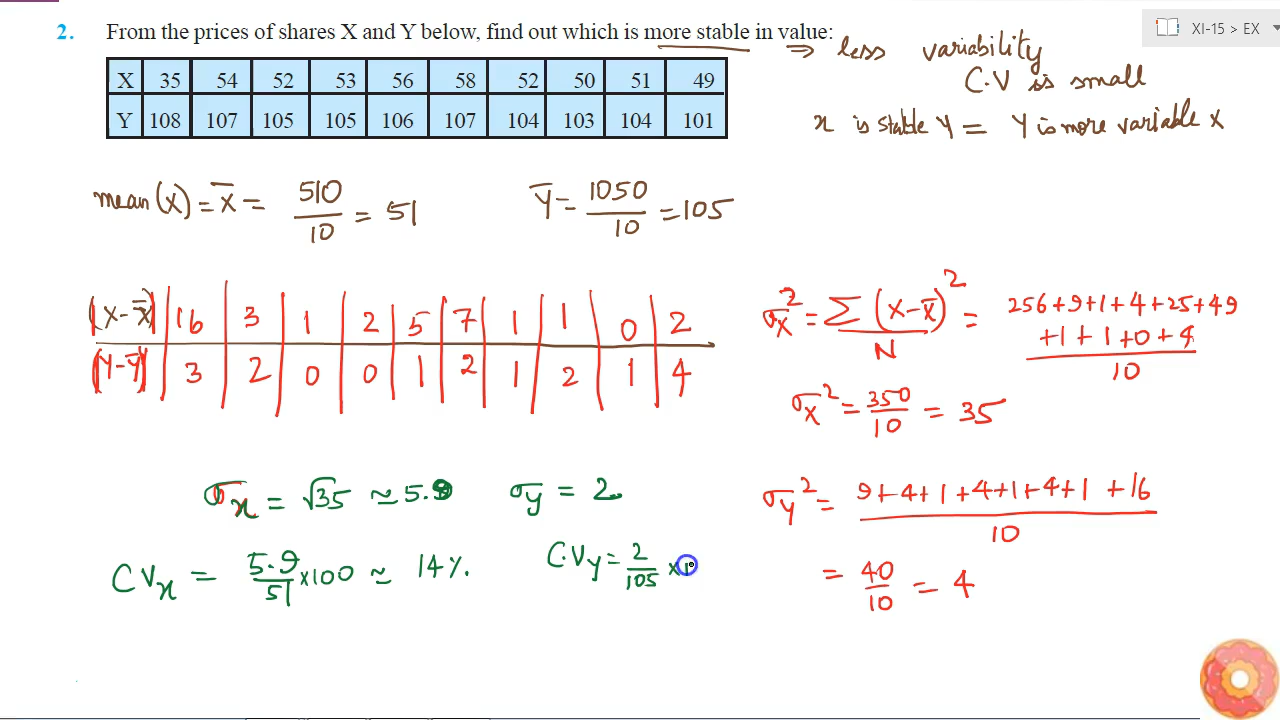 XI-15 > EX
2. From the prices of shares X and Y below, find out which is more stable in value:
⇒ less variability
C.V is small
X 35 54 52 53 56 58 52 50 51 49
Y 108 107 105 105 106 107 104 103 104 101
x is stable Y = Y is more variable X
mean(X) = X̄ = 510/10 = 51
Ȳ = 1050/10 = 105
|X-X̄| 16 3 1 2 5 7 1 1 0 2
|Y-Ȳ| 3 2 0 0 1 2 1 2 1 4
σx² = Σ(X-X̄)²/N = 256+9+1+4+25+49
+1+1+0+4
10
σx² = 350/10 = 35
σx = √35 ≃ 5.9
σy = 2
σy² = 9+4+1+4+1+4+1+16/10
CVx = 5.9/51 × 100 ≃ 14%.
C.Vy = 2/105 × 1
= 40/10 = 4